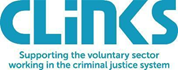 CLiNKS
Supporting the voluntary sector
working in the criminal justice system